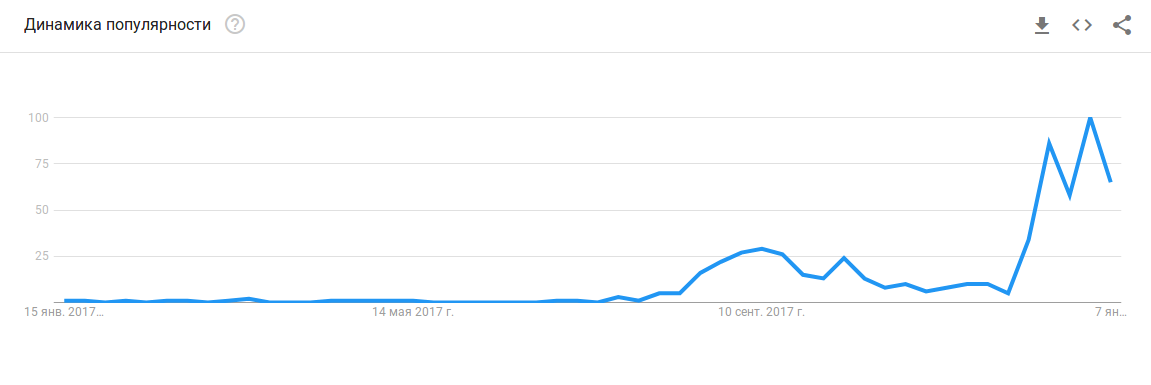 Динамика популярности ?
100
75
50
25
15 янв. 2017…
14 мая 2017 г.
10 сент. 2017 г.
7 ян…